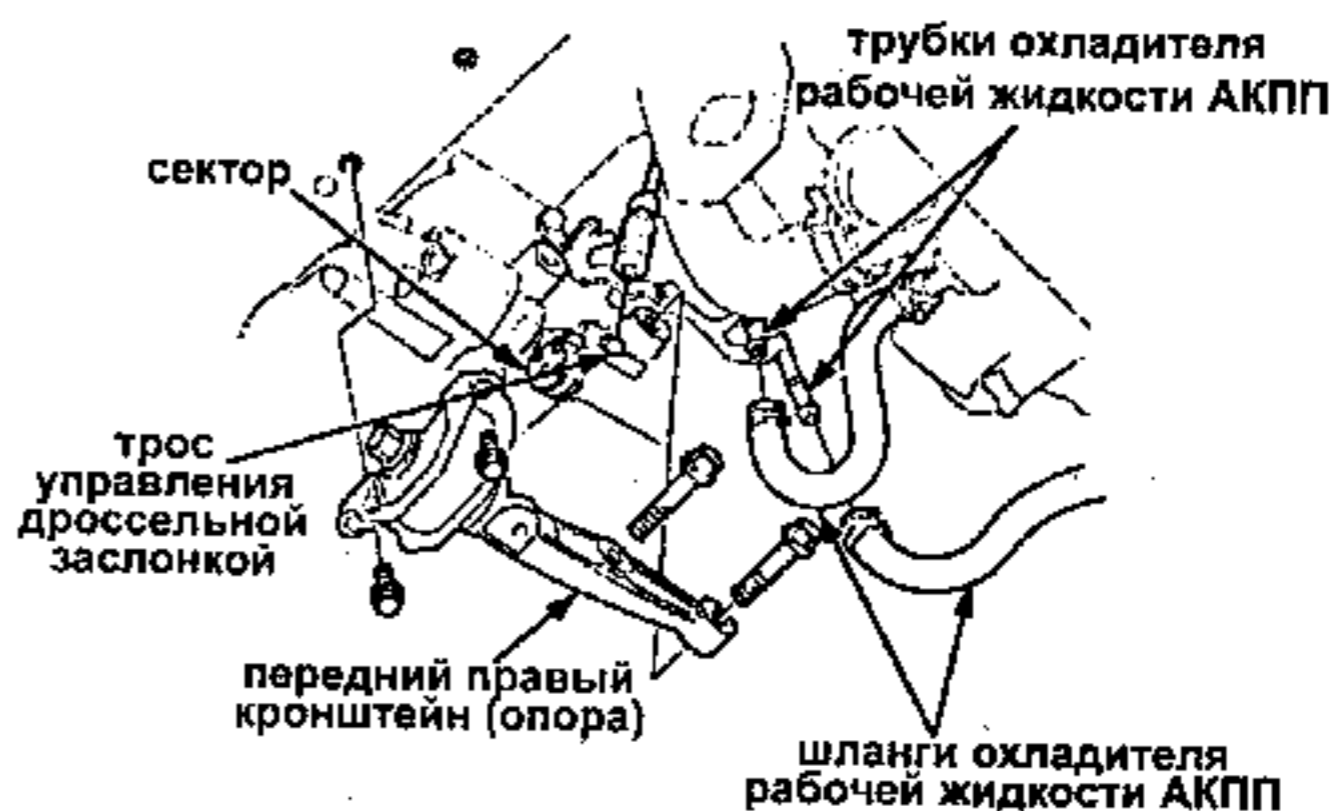 трубки охладителя
рабочей жидкости АКПП
сектор
трос
управления
дроссельной
заслонкой
передний правый
кронштейн (опора)
шланги охладителя
рабочей жидкости АКПП